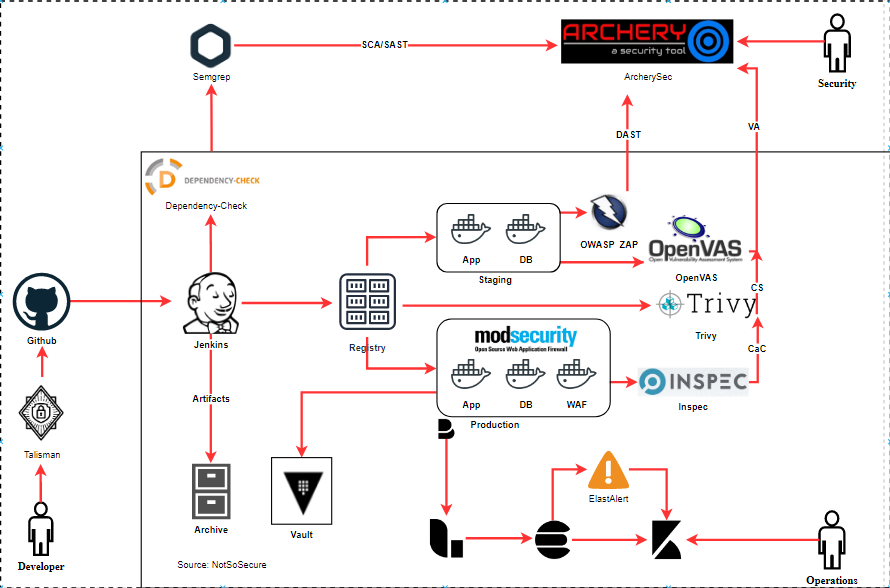 SCA/SAST
ARCHERY
a security tool
Semgrep
ArcherySec
Security
DAST
VA
D
DEPENDENCY-CHECK
Dependency-Check
App
DB
Staging
OWASP ZAP
OpenVAS
Open Vulnerability Assessment System
OpenVAS
CS
Trivy
Trivy
Github
Jenkins
Registry
modsecurity
Open Source Web Application Firewall
App
DB
WAF
Production
CaC
INSPEC
Inspec
Artifacts
Talisman
Archive
Vault
ElastAlert
Developer
Source: NotSoSecure
Operations